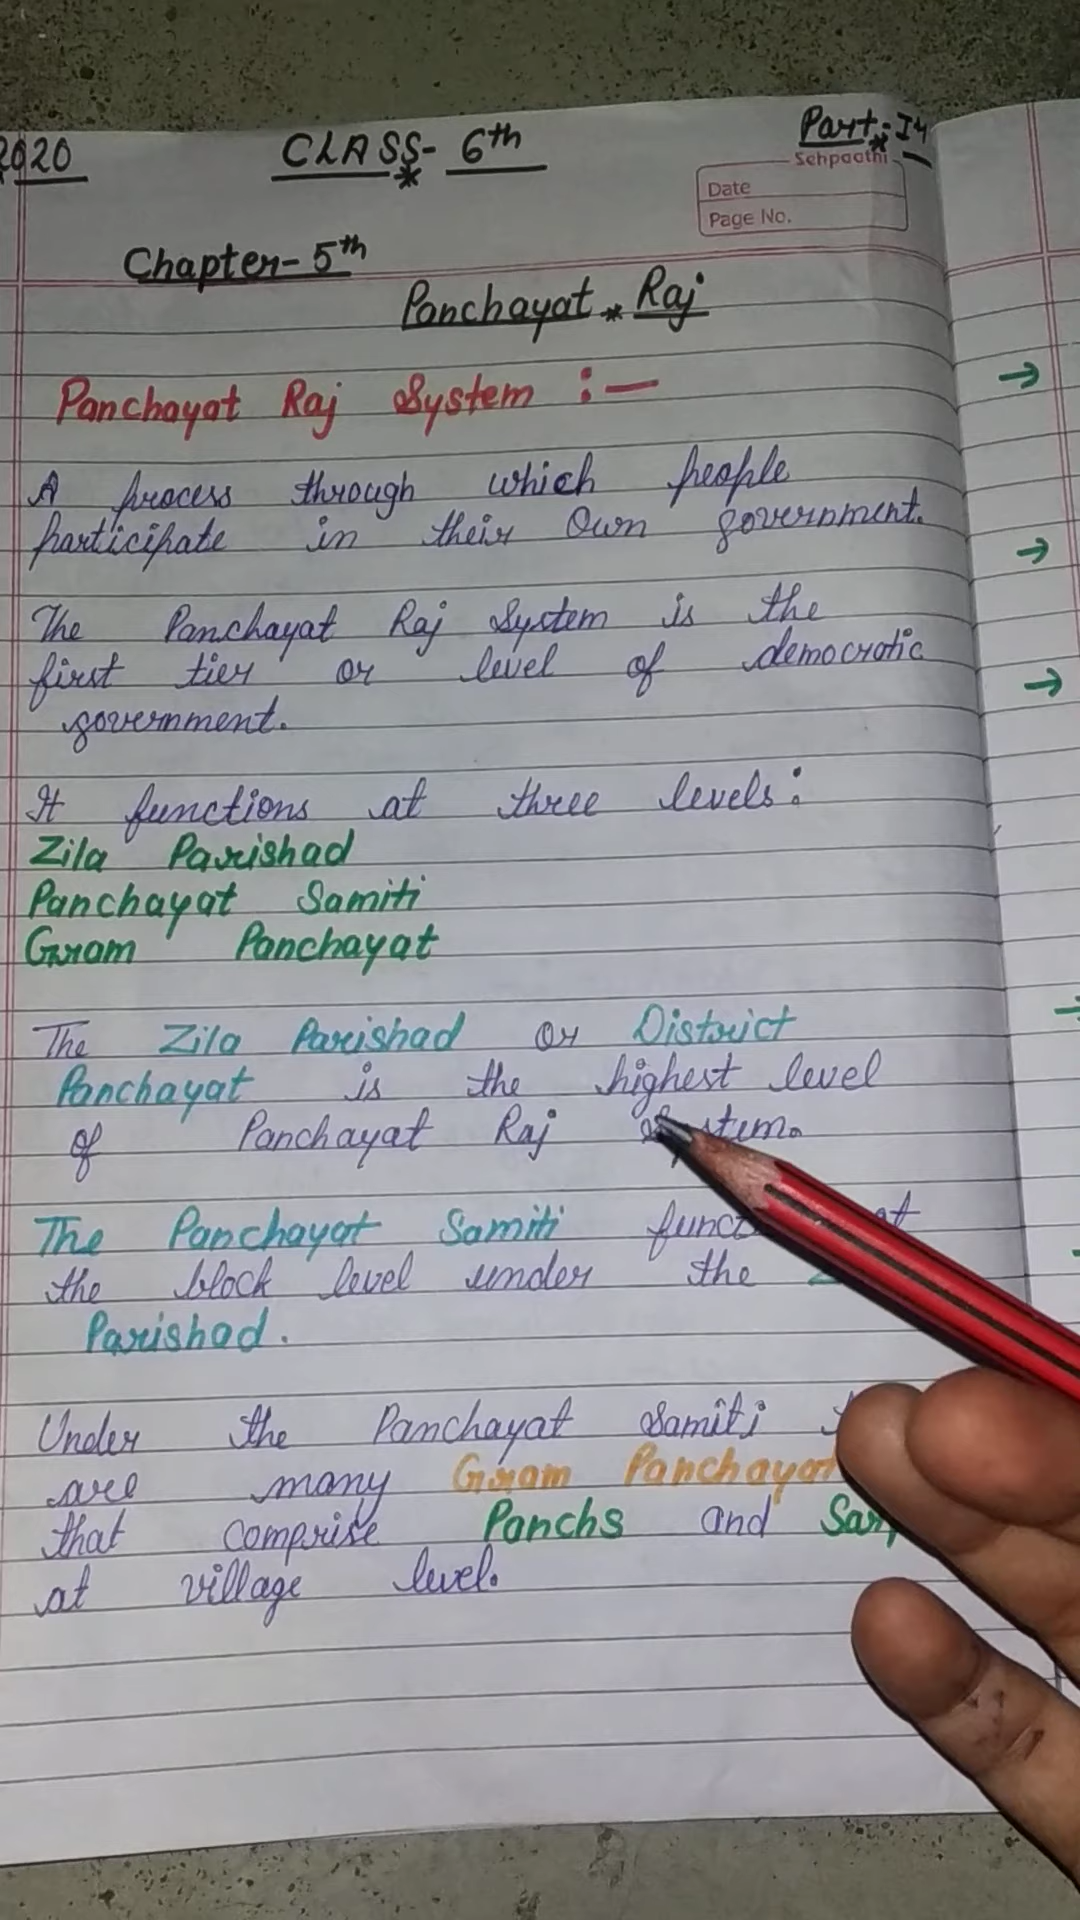 2020 CLASS- 6th Part-I
Sehpaathi
Date
Page No.
Chapter- 5th
Panchayat Raj
Panchayat Raj System :—
A process through which people
participate in their own government.
The Panchayat Raj System is the
first tier or level of democratic
government.
It functions at three levels:
Zila Parishad
Panchayat Samiti
Gram Panchayat
The Zila Parishad or District
Panchayat is the highest level
of Panchayat Raj System.
The Panchayat Samiti at
the block level under the
Parishad.
Under the Panchayat Samiti
are many Gram Panchayat
that comprise Panchs and
at village level.